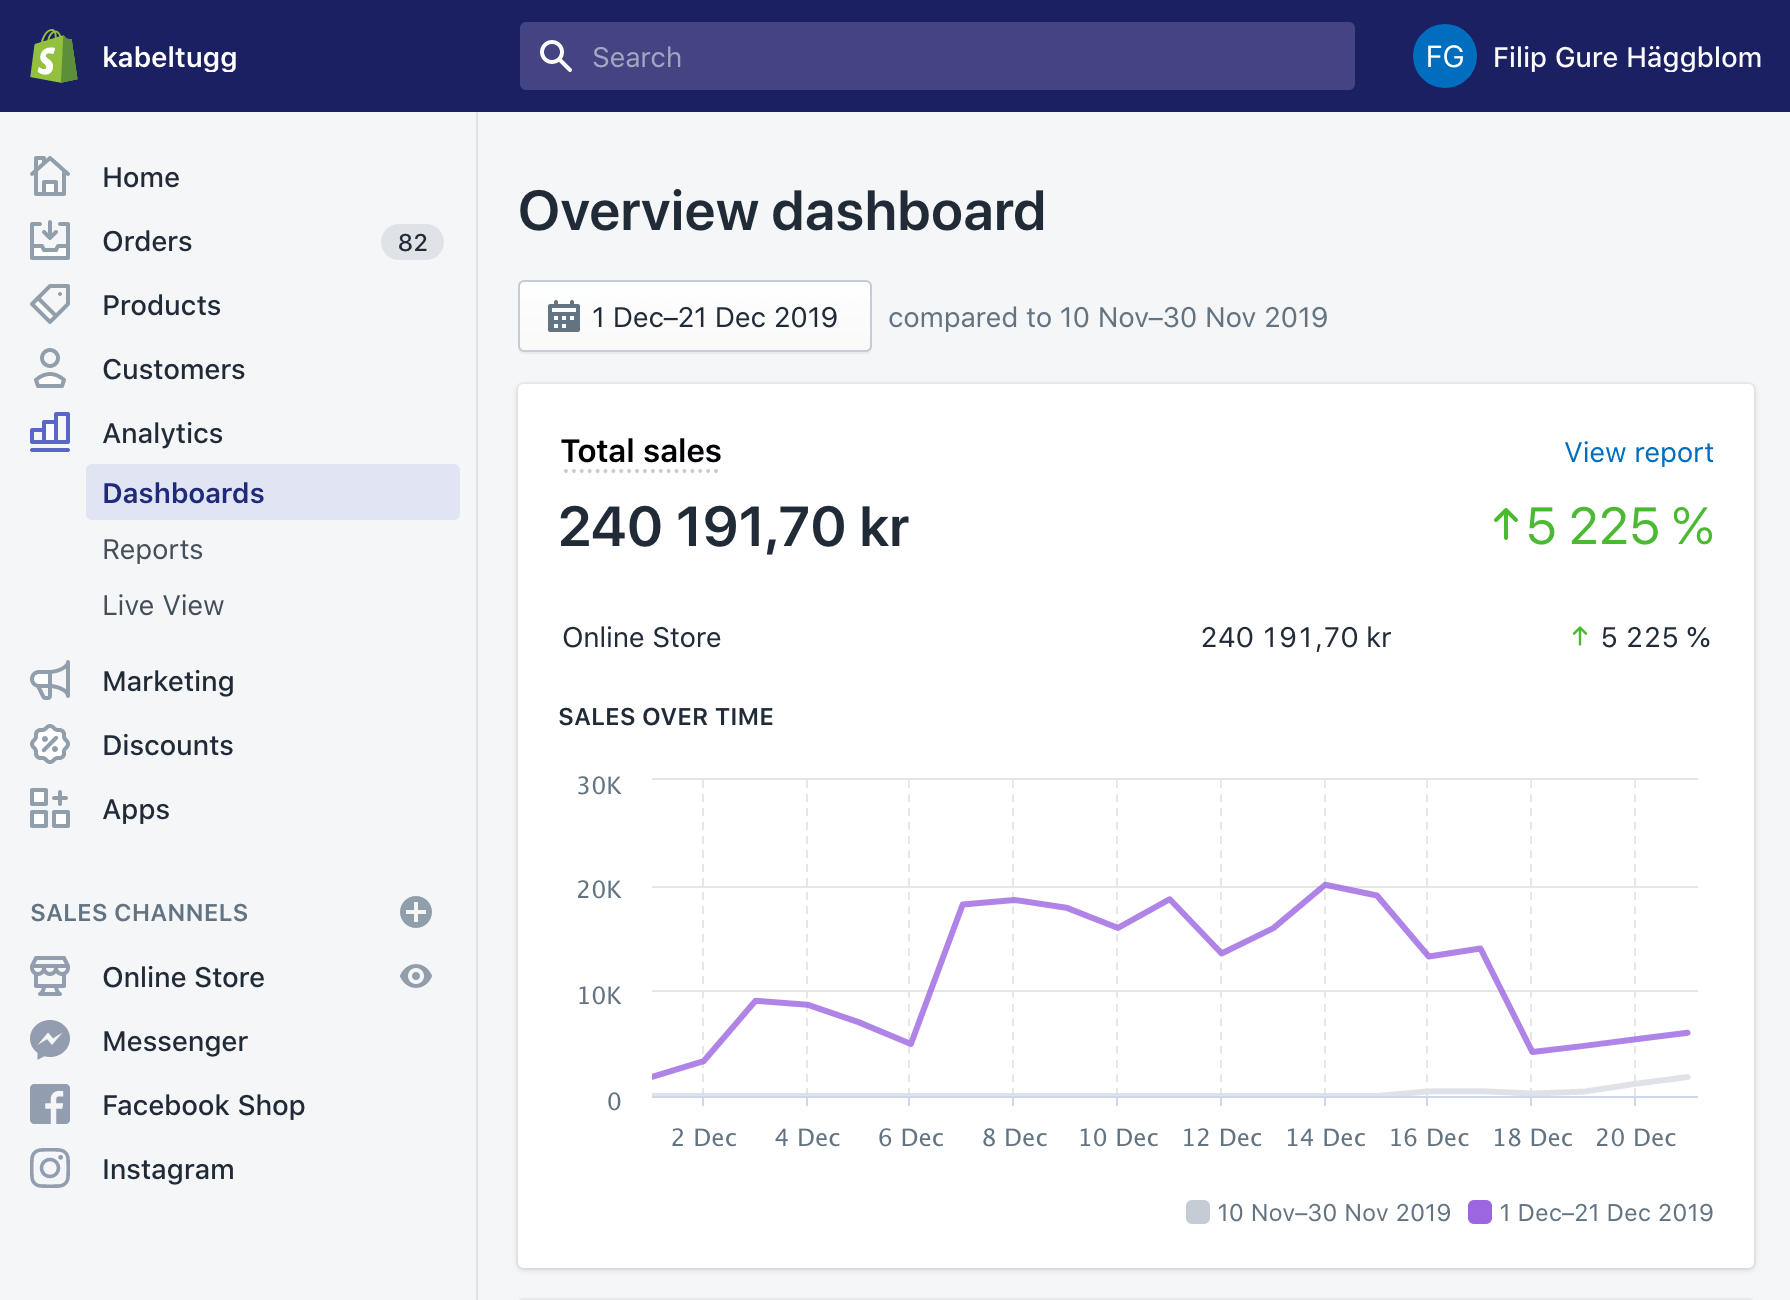 kabeltugg
Search
FG Filip Gure Häggblom
Home
Orders 82
Products
Customers
Analytics
Dashboards
Reports
Live View
Marketing
Discounts
Apps
SALES CHANNELS
Online Store
Messenger
Facebook Shop
Instagram
Overview dashboard
1 Dec–21 Dec 2019 compared to 10 Nov–30 Nov 2019
Total sales View report
240 191,70 kr ↑5 225 %
Online Store 240 191,70 kr ↑ 5 225 %
SALES OVER TIME
30K
20K
10K
0
2 Dec 4 Dec 6 Dec 8 Dec 10 Dec 12 Dec 14 Dec 16 Dec 18 Dec 20 Dec
10 Nov–30 Nov 2019 1 Dec–21 Dec 2019